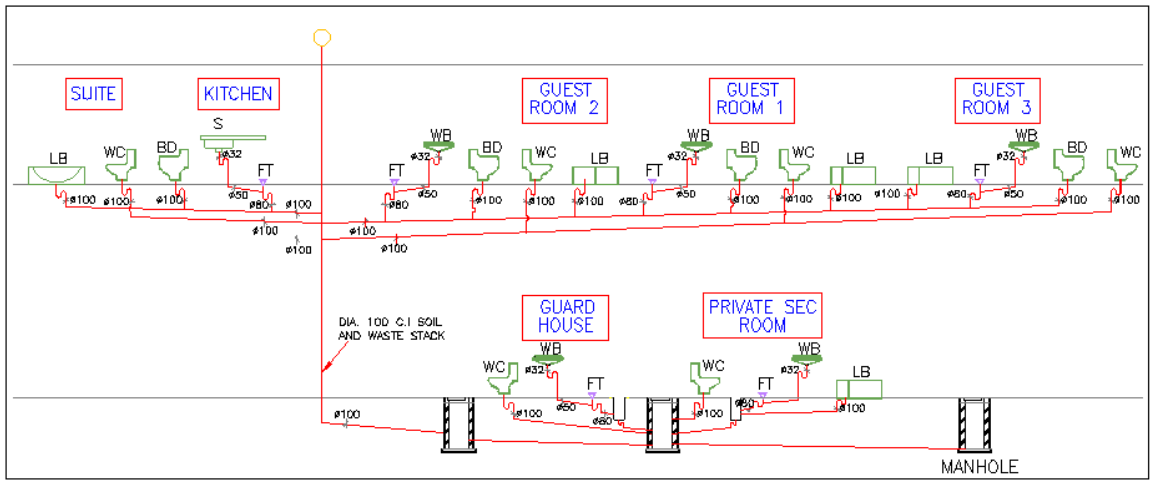 SUITE
KITCHEN
GUEST
ROOM 2
GUEST
ROOM 1
GUEST
ROOM 3
S
LB
WC
BD
ø32
FT
WB
ø32
FT
BD
WC
LB
WB
ø32
FT
BD
WC
LB
LB
WB
ø32
FT
BD
WC
ø100
ø100
ø100
ø50
ø80
ø100
ø50
ø80
ø100
ø100
ø100
ø80
ø50
ø100
ø100
ø100
ø100
ø80
ø50
ø100
ø100
ø100
ø100
ø100
ø100
DIA. 100 C.I SOIL
AND WASTE STACK
GUARD
HOUSE
PRIVATE SEC
ROOM
WC
WB
ø32
FT
WC
WB
ø32
FT
LB
ø100
ø100
ø50
ø80
ø100
ø80
ø100
MANHOLE